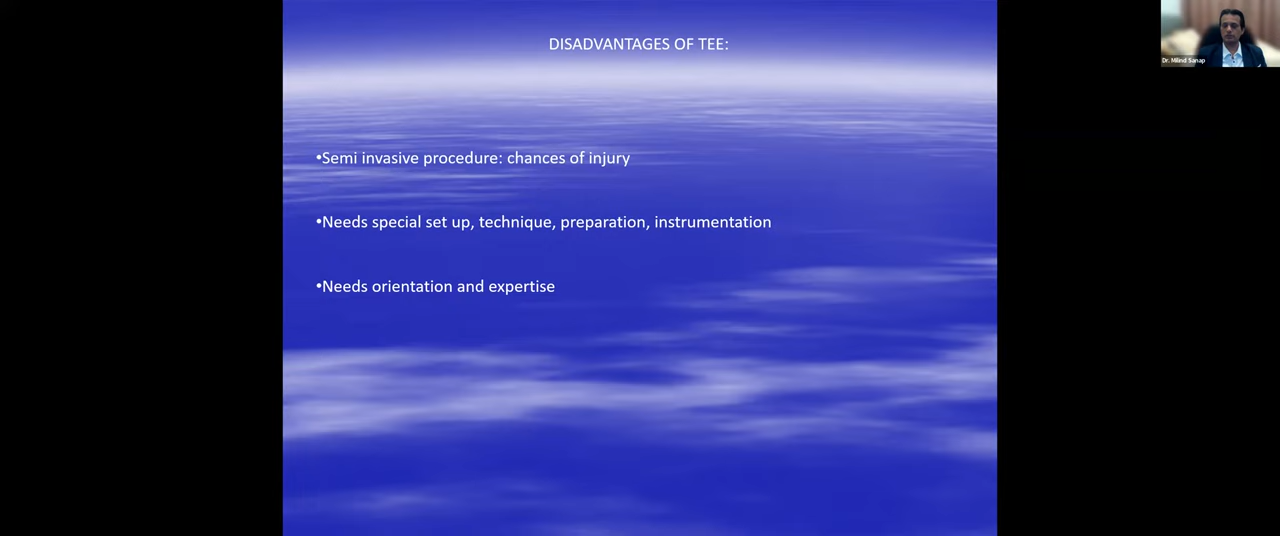 DISADVANTAGES OF TEE:
Dr. Milind Sanap
•Semi invasive procedure: chances of injury
•Needs special set up, technique, preparation, instrumentation
•Needs orientation and expertise